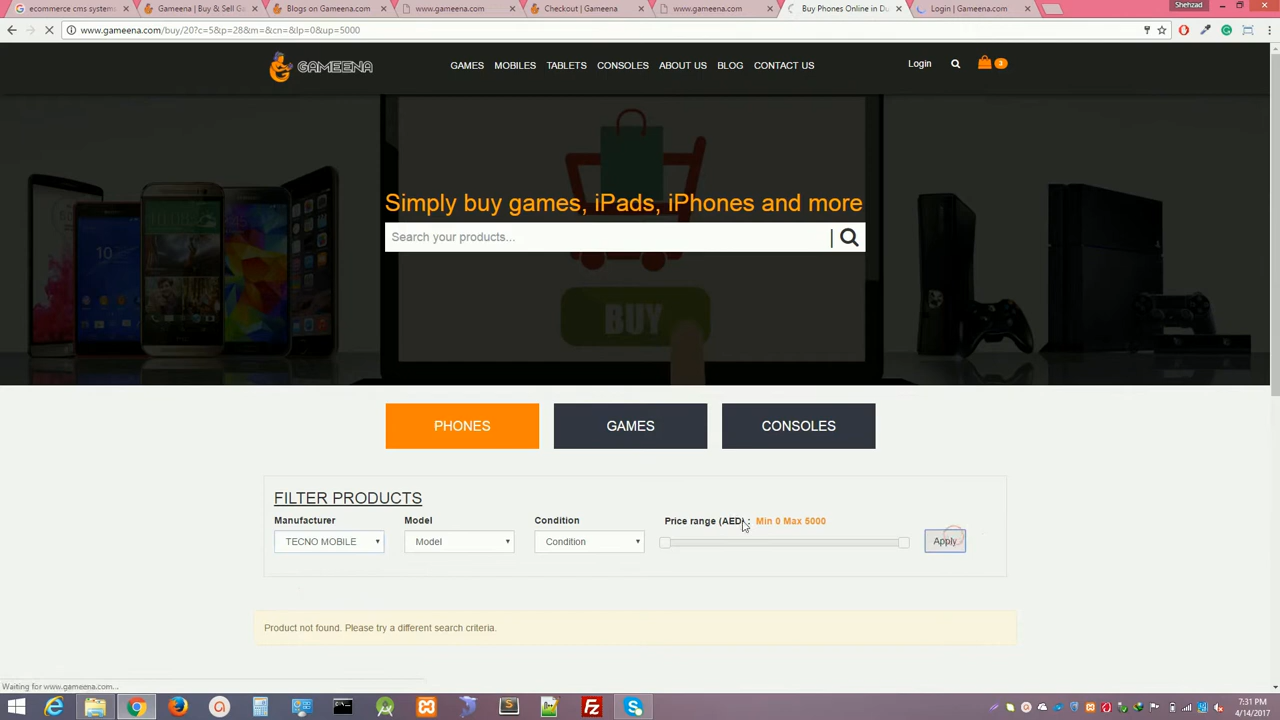 Shehzad
ecommerce cms systems
Gameena | Buy & Sell G
Blogs on Gameena.com
www.gameena.com
Checkout | Gameena
www.gameena.com
Buy Phones Online in Du
Login | Gameena.com
www.gameena.com/buy/20?c=5&p=28&m=&cn=&lp=0&up=5000
GAMEENA
GAMES MOBILES TABLETS CONSOLES ABOUT US BLOG CONTACT US
Login
3
Simply buy games, iPads, iPhones and more
Search your products...
BUY
PHONES GAMES CONSOLES
FILTER PRODUCTS
Manufacturer Model Condition Price range (AED) : Min 0 Max 5000
TECNO MOBILE Model Condition Apply
Product not found. Please try a different search criteria.
Waiting for www.gameena.com...
7:31 PM
4/14/2017